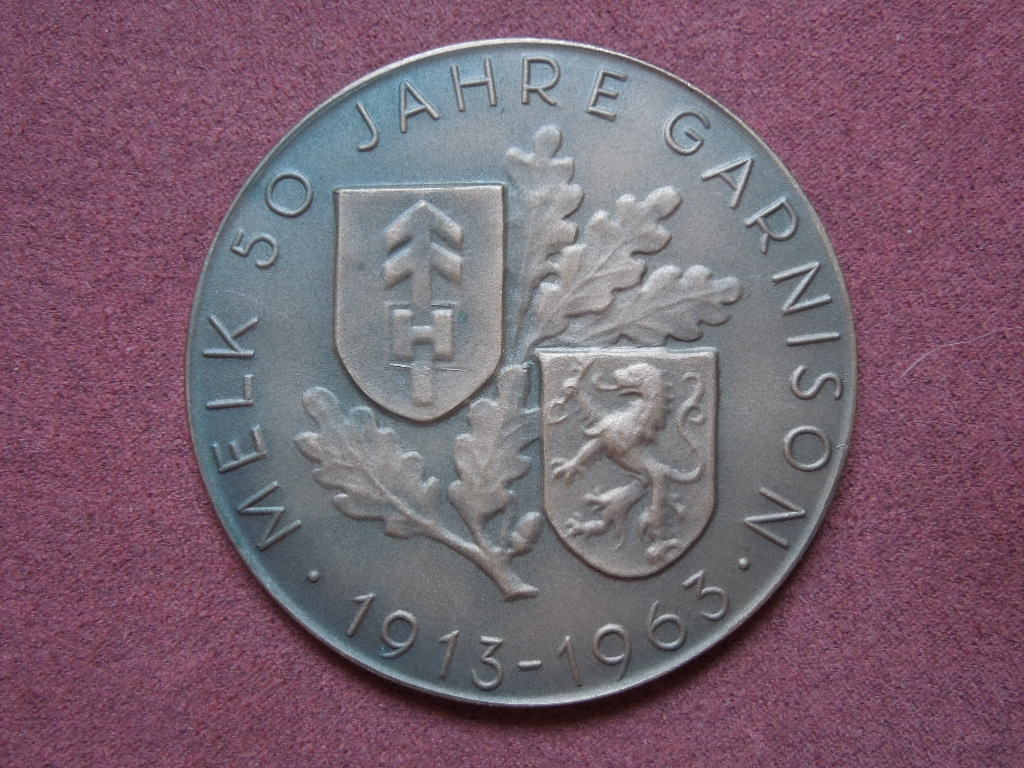 MELK 50 JAHRE GARNISON
· 1913-1963 ·
H